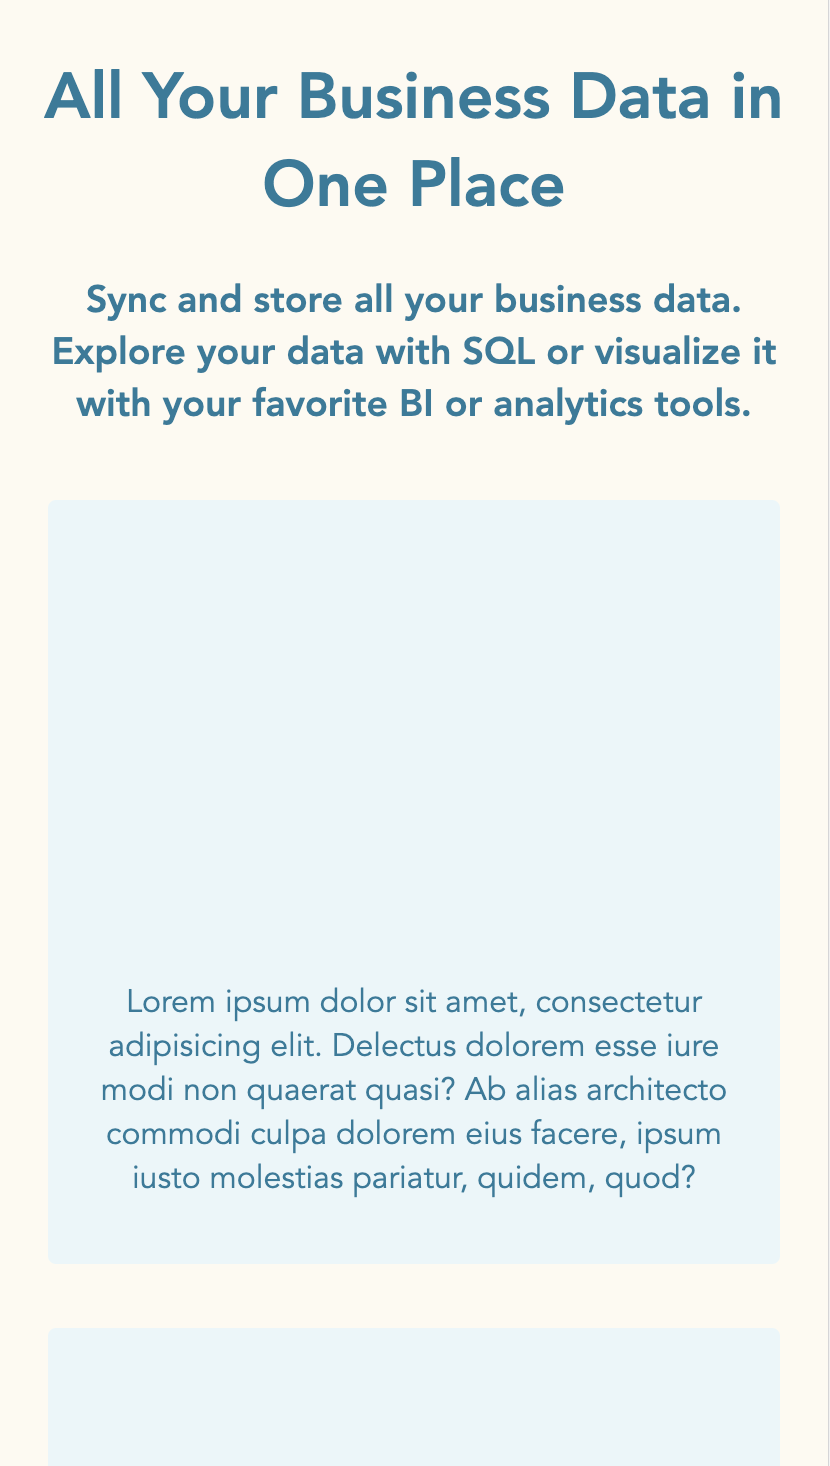 All Your Business Data in
One Place
Sync and store all your business data.
Explore your data with SQL or visualize it
with your favorite BI or analytics tools.
Lorem ipsum dolor sit amet, consectetur
adipisicing elit. Delectus dolorem esse iure
modi non quaerat quasi? Ab alias architecto
commodi culpa dolorem eius facere, ipsum
iusto molestias pariatur, quidem, quod?